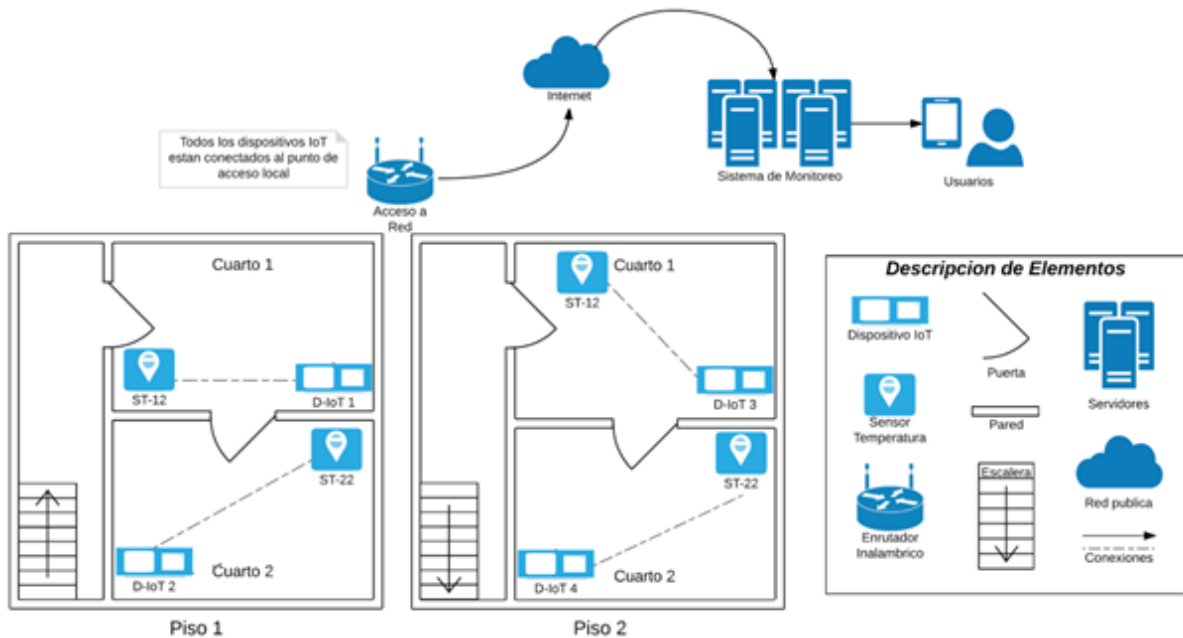 Todos los dispositivos IoT
estan conectados al punto de
acceso local
Acceso a
Red
Internet
Sistema de Monitoreo
Usuarios
Cuarto 1
ST-12
D-IoT 1
ST-22
D-IoT 2
Cuarto 2
Piso 1
Cuarto 1
ST-12
D-IoT 3
ST-22
D-IoT 4
Cuarto 2
Piso 2
Descripcion de Elementos
Dispositivo IoT
Puerta
Servidores
Sensor
Temperatura
Pared
Escalera
Red publica
Enrutador
Inalambrico
Conexiones